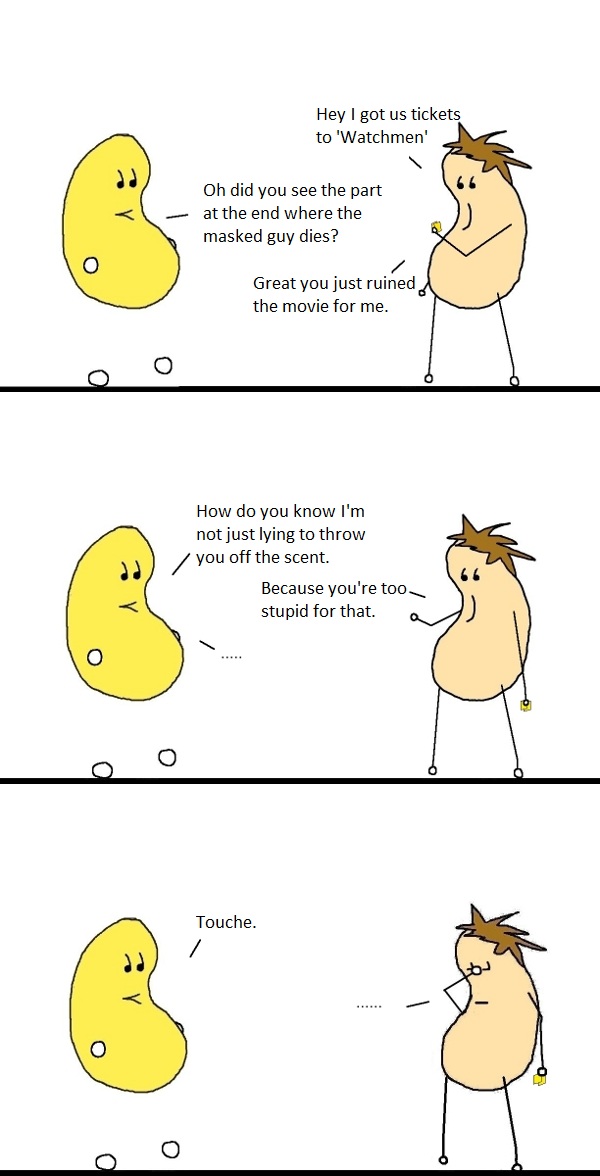 Hey I got us tickets
to 'Watchmen'
Oh did you see the part
at the end where the
masked guy dies?
Great you just ruined
the movie for me.
How do you know I'm
not just lying to throw
you off the scent.
Because you're too
stupid for that.
.....
Touche.
......